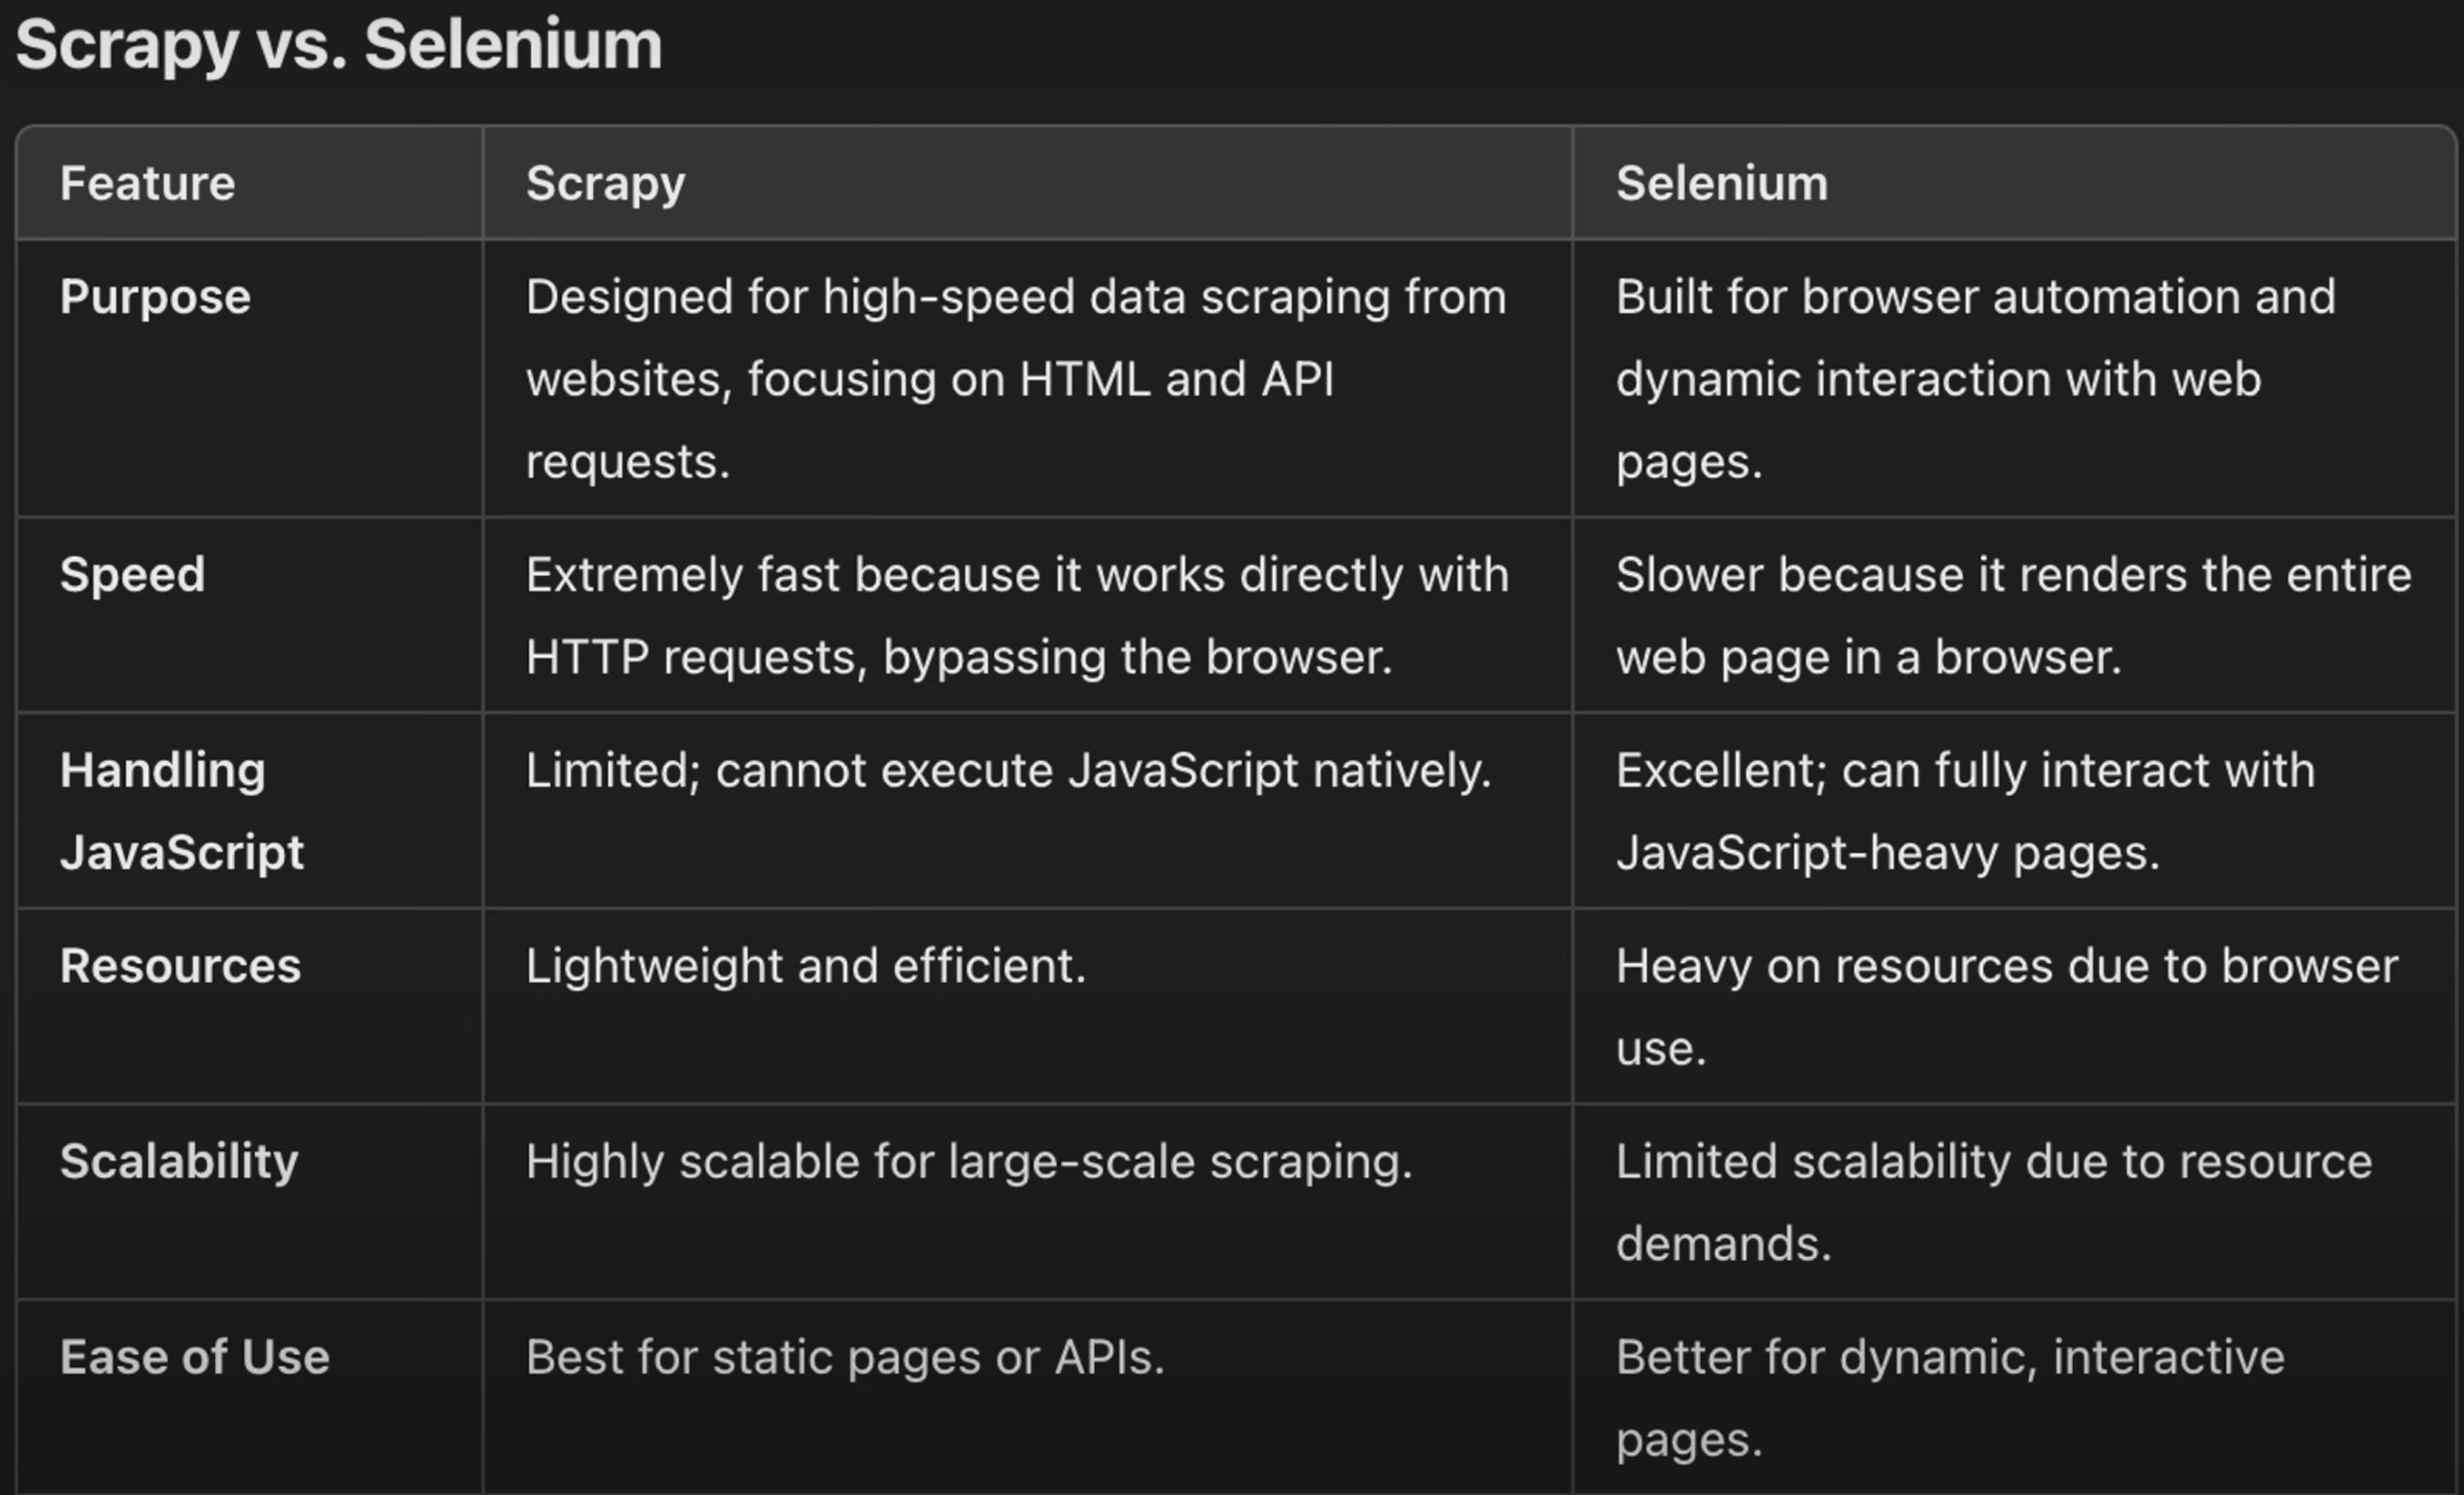 Scrapy vs. Selenium
Feature
Scrapy
Selenium
Purpose
Designed for high-speed data scraping from
websites, focusing on HTML and API
requests.
Built for browser automation and
dynamic interaction with web
pages.
Speed
Extremely fast because it works directly with
HTTP requests, bypassing the browser.
Slower because it renders the entire
web page in a browser.
Handling
JavaScript
Limited; cannot execute JavaScript natively.
Excellent; can fully interact with
JavaScript-heavy pages.
Resources
Lightweight and efficient.
Heavy on resources due to browser
use.
Scalability
Highly scalable for large-scale scraping.
Limited scalability due to resource
demands.
Ease of Use
Best for static pages or APIs.
Better for dynamic, interactive
pages.